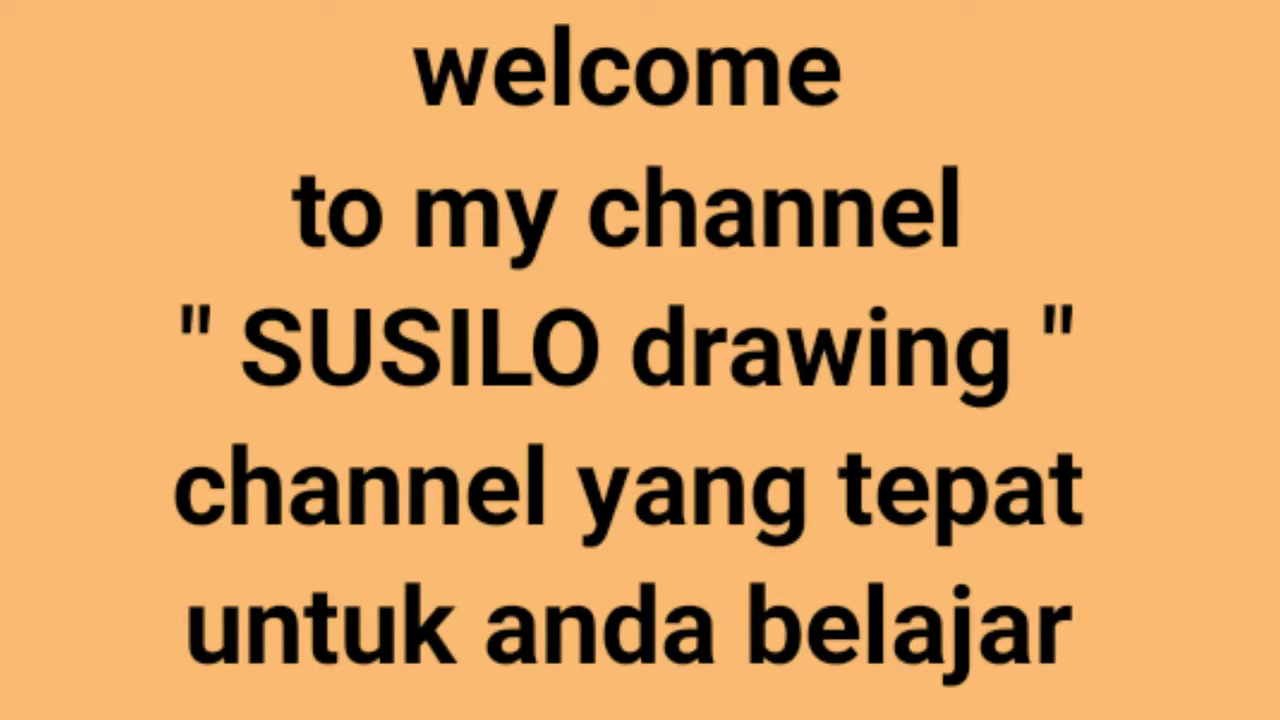 welcome
to my channel
" SUSILO drawing "
channel yang tepat
untuk anda belajar